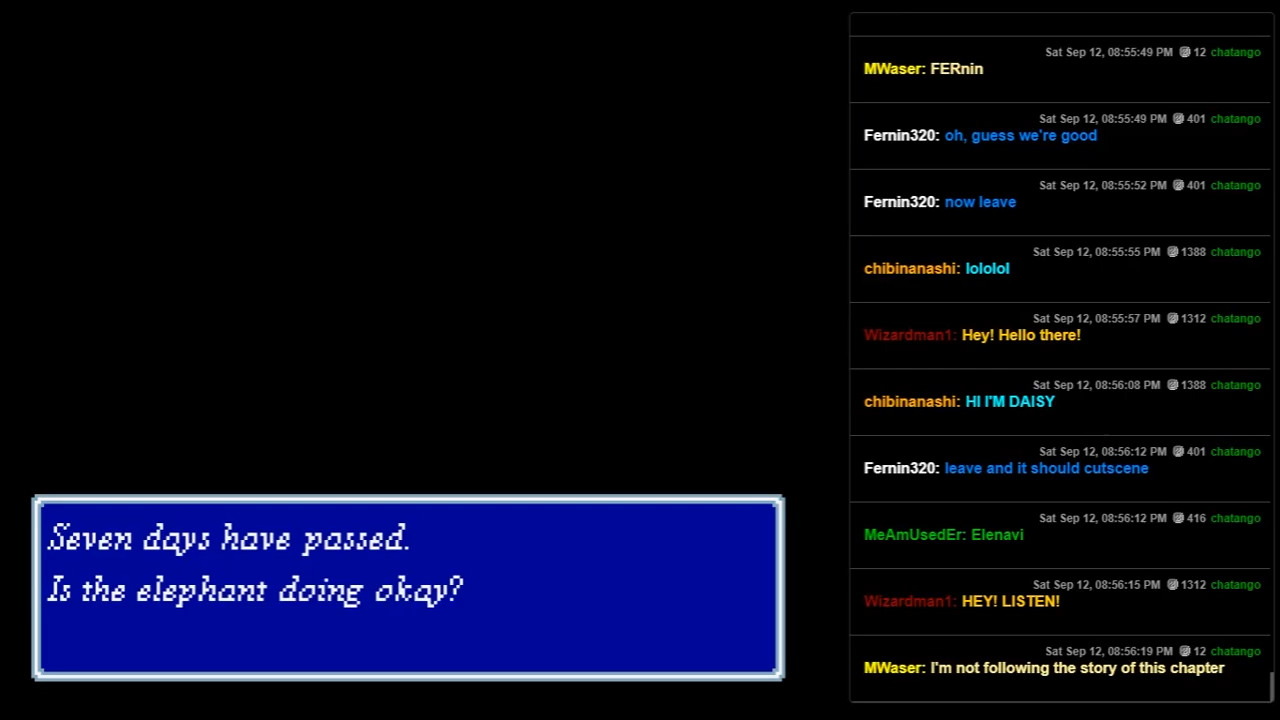 Seven days have passed.
Is the elephant doing okay?
Sat Sep 12, 08:55:49 PM 12 chatango
MWaser: FERnin
Sat Sep 12, 08:55:49 PM 401 chatango
Fernin320: oh, guess we're good
Sat Sep 12, 08:55:52 PM 401 chatango
Fernin320: now leave
Sat Sep 12, 08:55:55 PM 1388 chatango
chibinanashi: lololol
Sat Sep 12, 08:55:57 PM 1312 chatango
Wizardman1: Hey! Hello there!
Sat Sep 12, 08:56:08 PM 1388 chatango
chibinanashi: HI I'M DAISY
Sat Sep 12, 08:56:12 PM 401 chatango
Fernin320: leave and it should cutscene
Sat Sep 12, 08:56:12 PM 416 chatango
MeAmUsedEr: Elenavi
Sat Sep 12, 08:56:15 PM 1312 chatango
Wizardman1: HEY! LISTEN!
Sat Sep 12, 08:56:19 PM 12 chatango
MWaser: I'm not following the story of this chapter